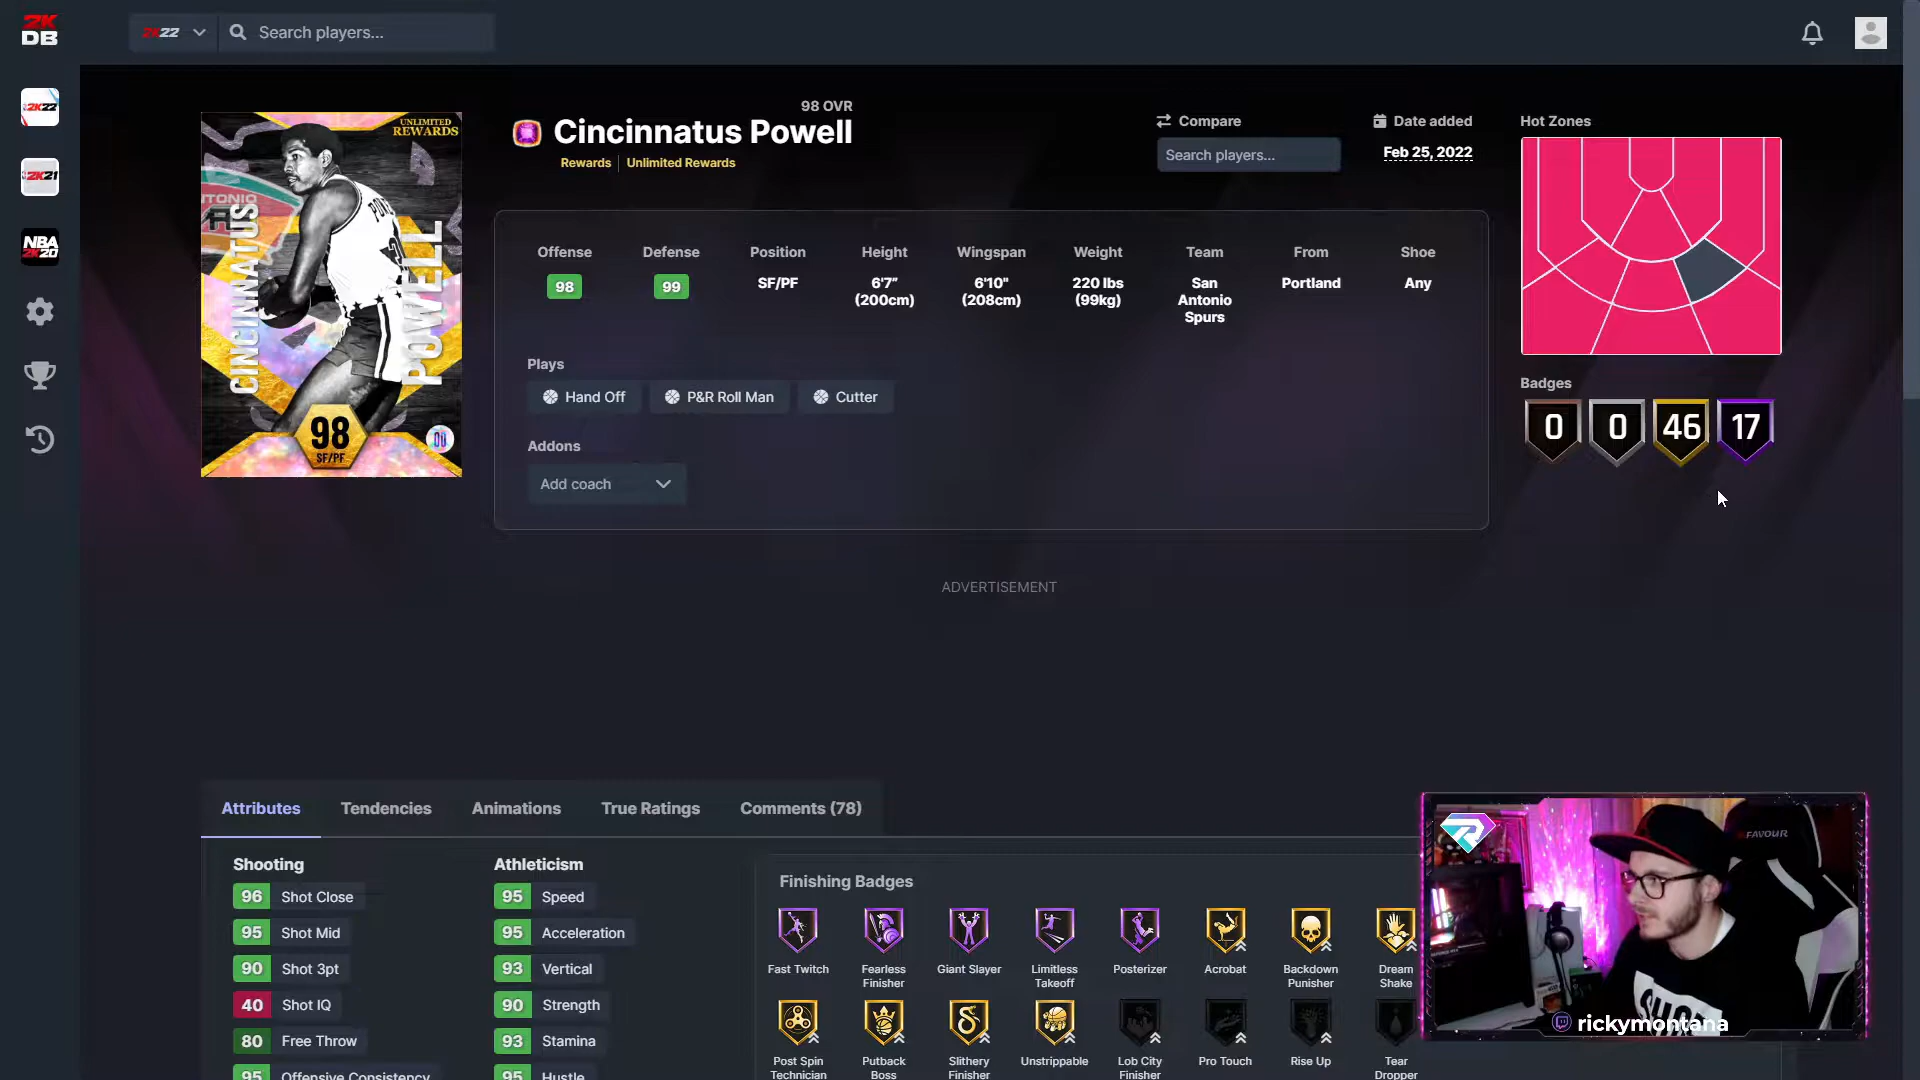 2K
DB
2K22
Search players...
2K22
2K21
NBA
2K20
UNLIMITED
REWARDS
CINCINNATUS
POWELL
98
SF/PF
98 OVR
Cincinnatus Powell
Rewards
Unlimited Rewards
Compare
Search players...
Date added
Feb 25, 2022
Hot Zones
Offense
98
Defense
99
Position
SF/PF
Height
6'7"
(200cm)
Wingspan
6'10"
(208cm)
Weight
220 lbs
(99kg)
Team
San
Antonio
Spurs
From
Portland
Shoe
Any
Plays
Hand Off
P&R Roll Man
Cutter
Addons
Add coach
Badges
0
0
46
17
ADVERTISEMENT
Attributes
Tendencies
Animations
True Ratings
Comments (78)
Shooting
96 Shot Close
95 Shot Mid
90 Shot 3pt
40 Shot IQ
80 Free Throw
95 Offensive Consistency
Athleticism
95 Speed
95 Acceleration
93 Vertical
90 Strength
93 Stamina
95 Hustle
Finishing Badges
Fast Twitch
Fearless
Finisher
Giant Slayer
Limitless
Takeoff
Posterizer
Acrobat
Backdown
Punisher
Dream
Shake
Post Spin
Technician
Putback
Boss
Slithery
Finisher
Unstrippable
Lob City
Finisher
Pro Touch
Rise Up
Tear
Dropper
FAVOUR
rickymontana